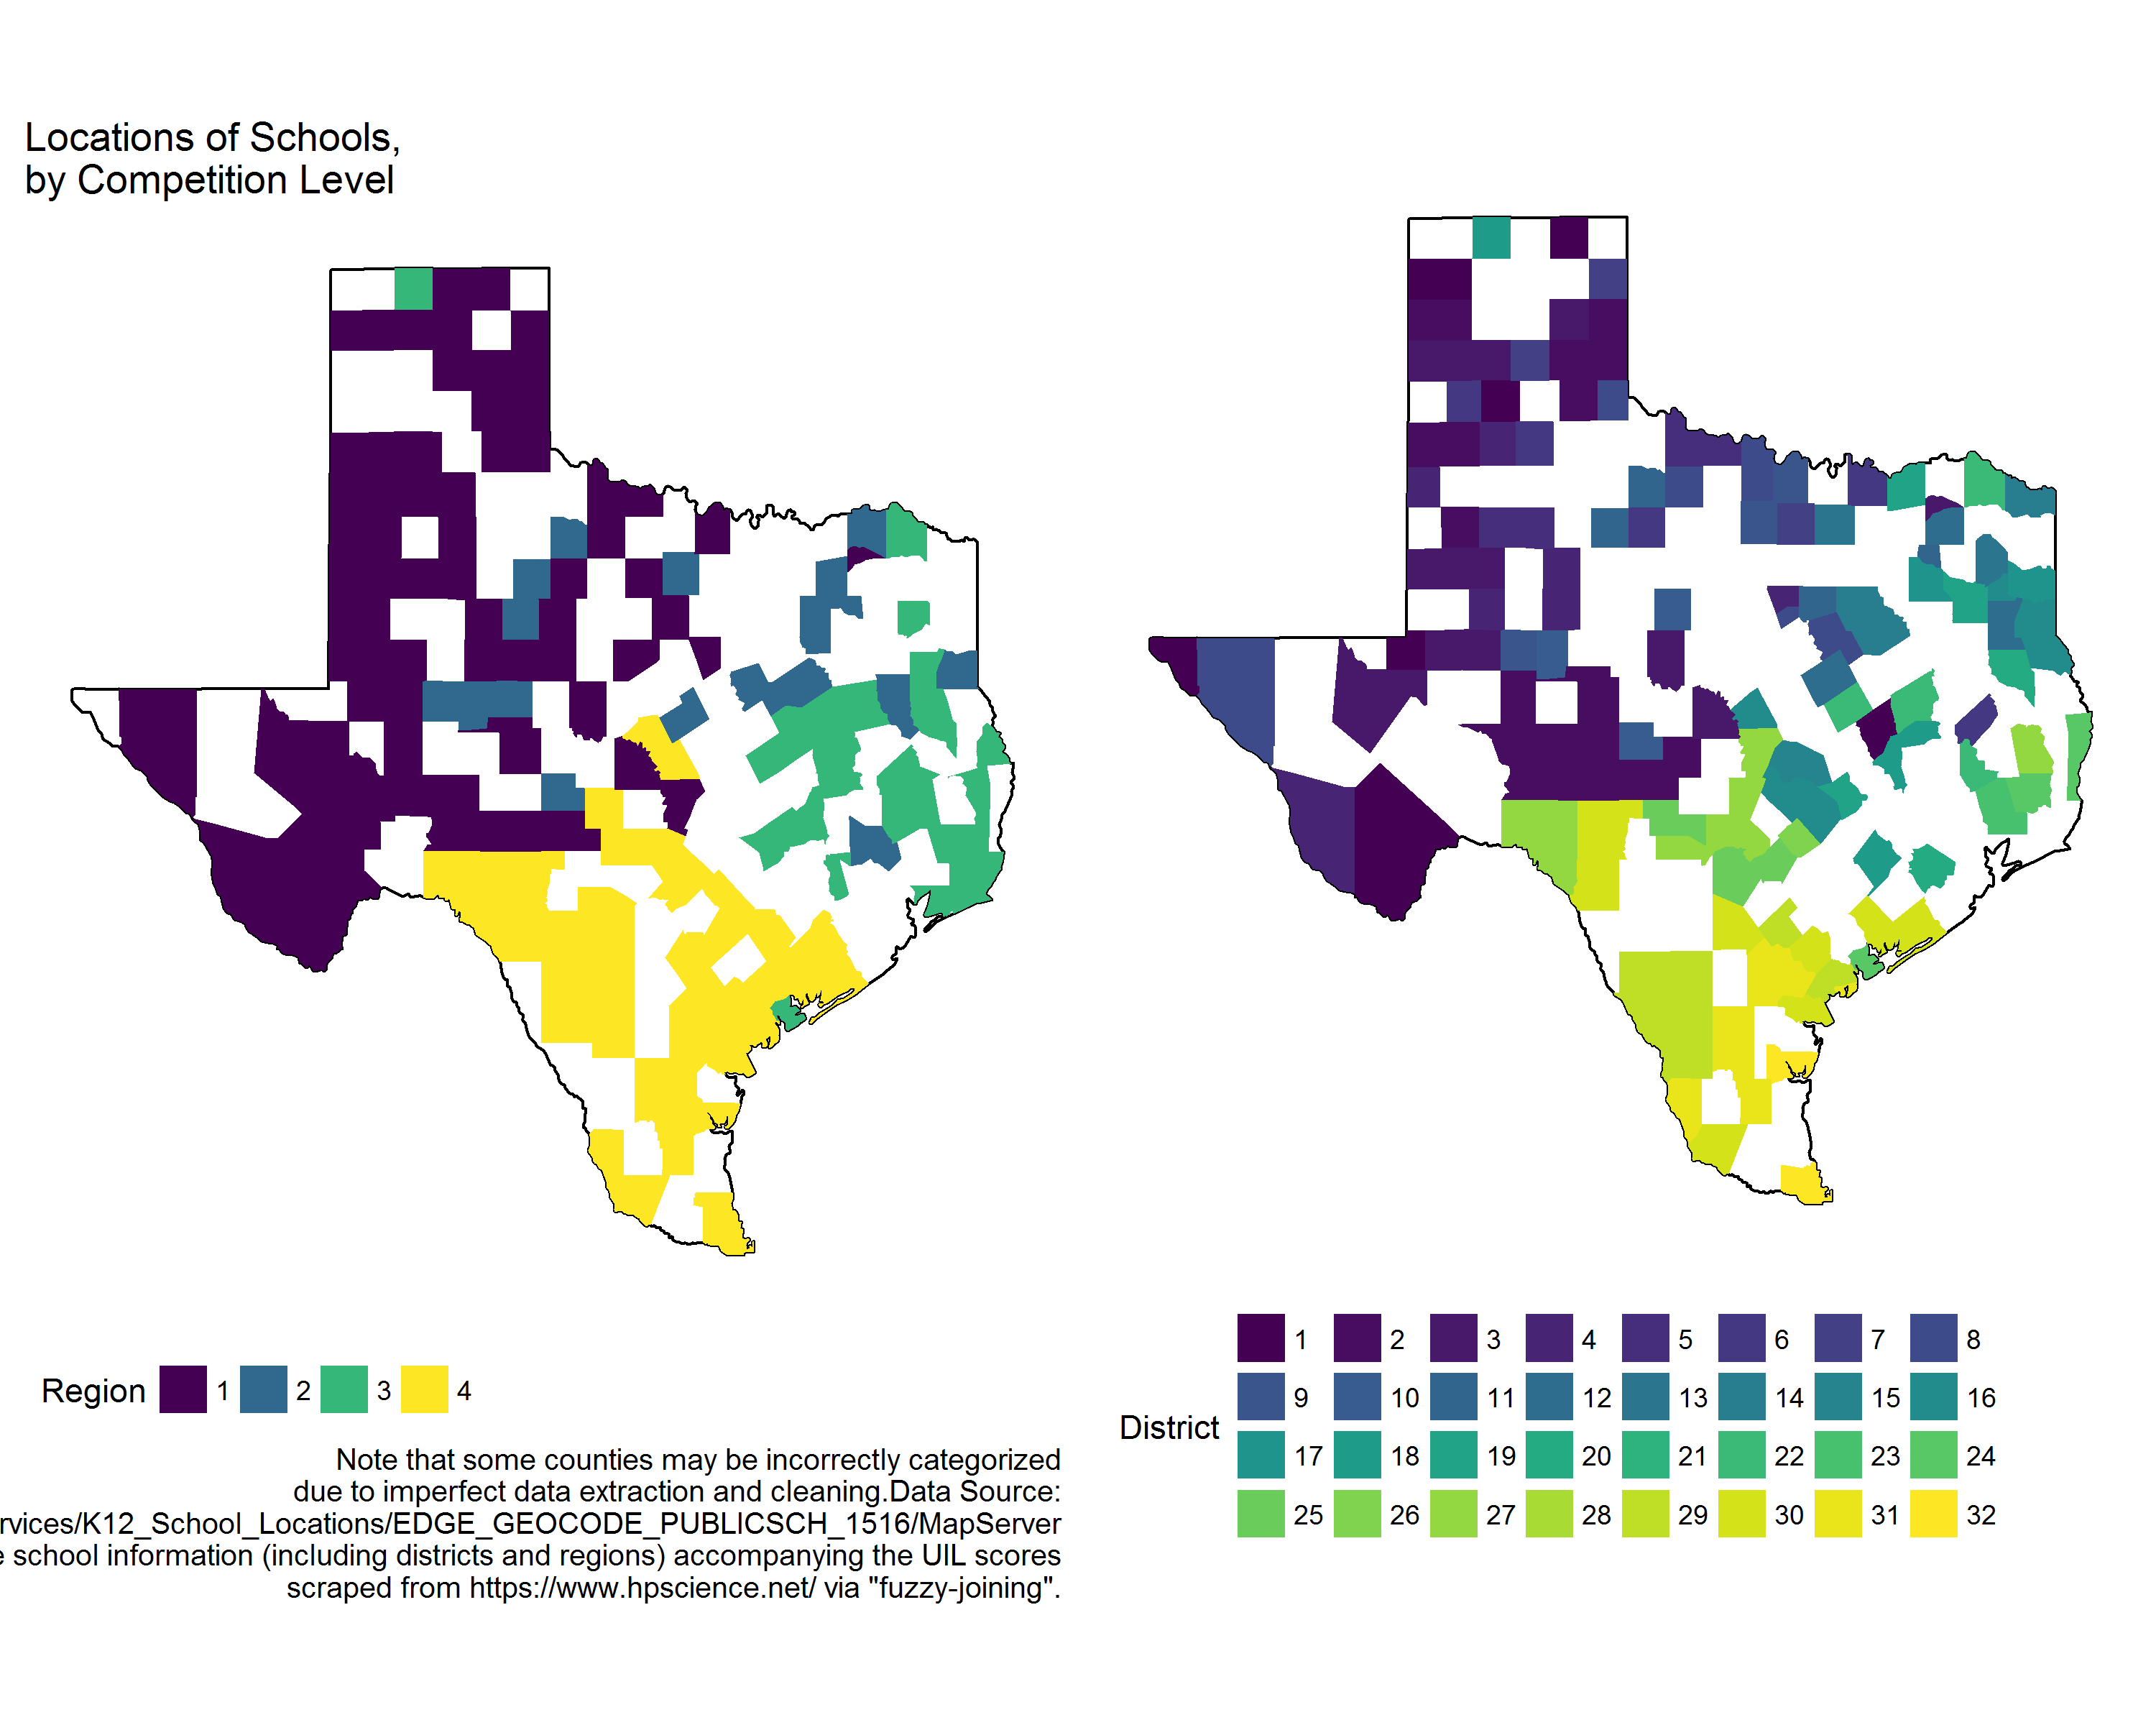 Locations of Schools,
by Competition Level
Region 1 2 3 4
Note that some counties may be incorrectly categorized
due to imperfect data extraction and cleaning.Data Source:
rvices/K12_School_Locations/EDGE_GEOCODE_PUBLICSCH_1516/MapServer
e school information (including districts and regions) accompanying the UIL scores
scraped from https://www.hpscience.net/ via "fuzzy-joining".
District
1 2 3 4 5 6 7 8
9 10 11 12 13 14 15 16
17 18 19 20 21 22 23 24
25 26 27 28 29 30 31 32